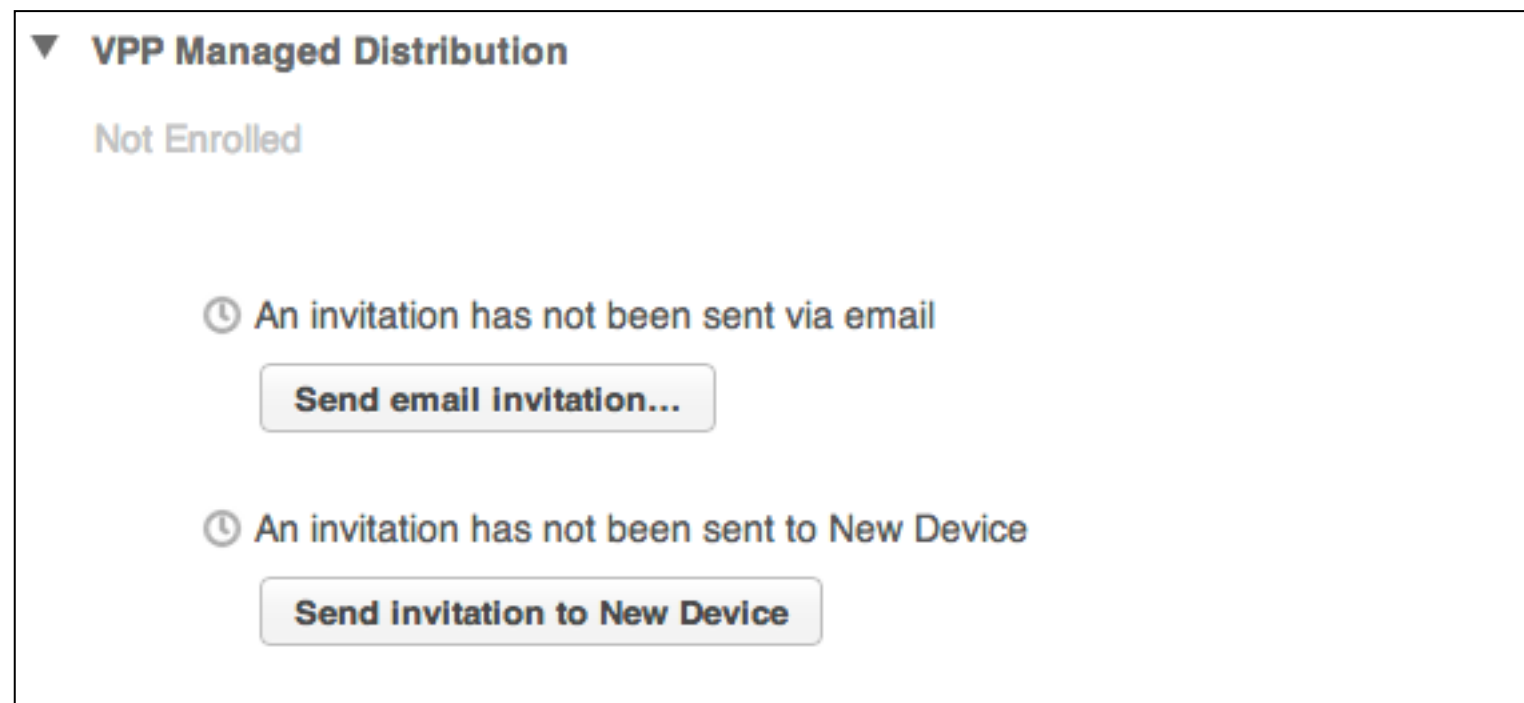 VPP Managed Distribution
Not Enrolled
An invitation has not been sent via email
Send email invitation...
An invitation has not been sent to New Device
Send invitation to New Device